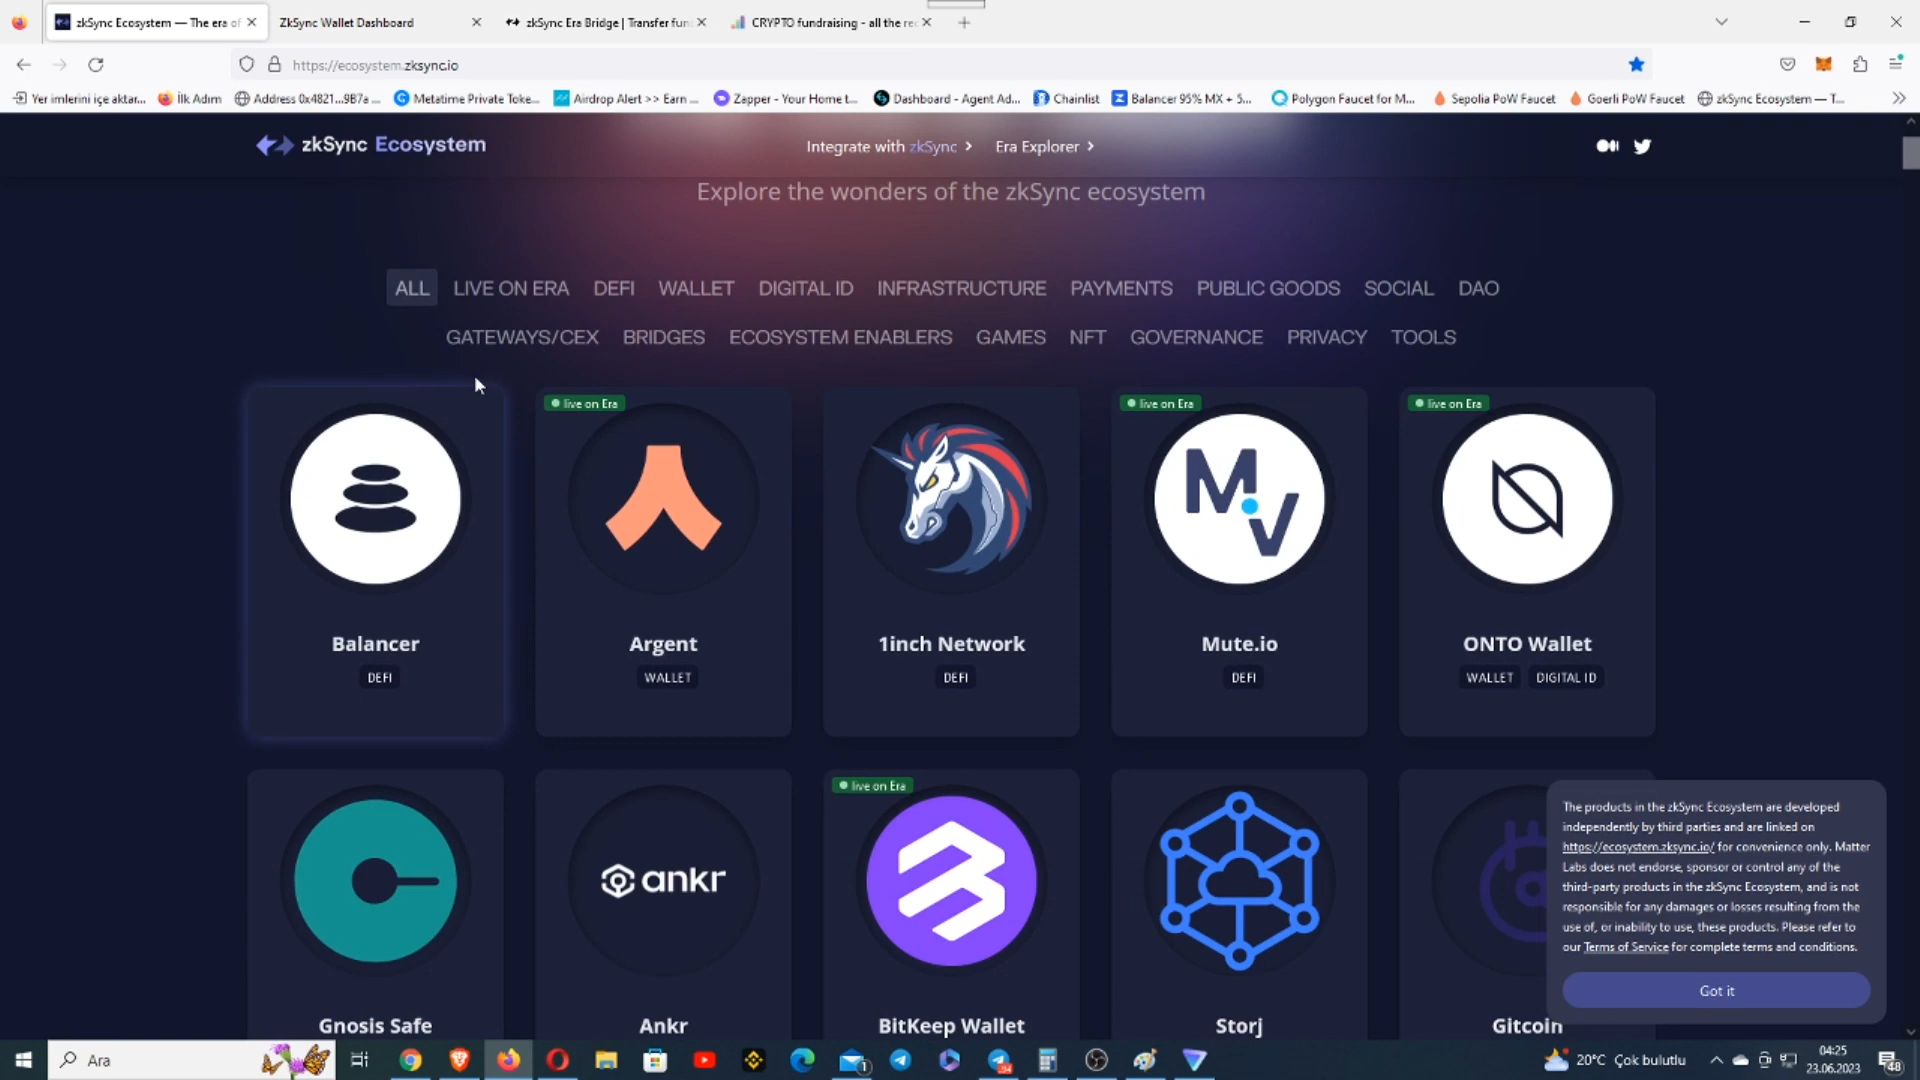 zkSync Ecosystem — The era of
ZkSync Wallet Dashboard
zkSync Era Bridge | Transfer fun
CRYPTO fundraising - all the rec
https://ecosystem.zksync.io
Yer imlerini içe aktar...
İlk Adım
Address 0x4821...9B7a ...
Metatime Private Toke...
Airdrop Alert >> Earn ...
Zapper - Your Home t...
Dashboard - Agent Ad...
Chainlist
Balancer 95% MX + 5...
Polygon Faucet for M...
Sepolia PoW Faucet
Goerli PoW Faucet
zkSync Ecosystem — T...
zkSync Ecosystem
Integrate with zkSync >
Era Explorer >
Explore the wonders of the zkSync ecosystem
ALL LIVE ON ERA DEFI WALLET DIGITAL ID INFRASTRUCTURE PAYMENTS PUBLIC GOODS SOCIAL DAO
GATEWAYS/CEX BRIDGES ECOSYSTEM ENABLERS GAMES NFT GOVERNANCE PRIVACY TOOLS
Balancer
DEFI
live on Era
Argent
WALLET
1inch Network
DEFI
live on Era
M.V
Mute.io
DEFI
live on Era
ONTO Wallet
WALLET DIGITAL ID
Gnosis Safe
ankr
Ankr
live on Era
BitKeep Wallet
Storj
Gitcoin
The products in the zkSync Ecosystem are developed
independently by third parties and are linked on
https://ecosystem.zksync.io/ for convenience only. Matter
Labs does not endorse, sponsor or control any of the
third-party products in the zkSync Ecosystem, and is not
responsible for any damages or losses resulting from the
use of, or inability to use, these products. Please refer to
our Terms of Service for complete terms and conditions.
Got it
Ara
1
94
20°C Çok bulutlu
04:25
23.06.2023
48